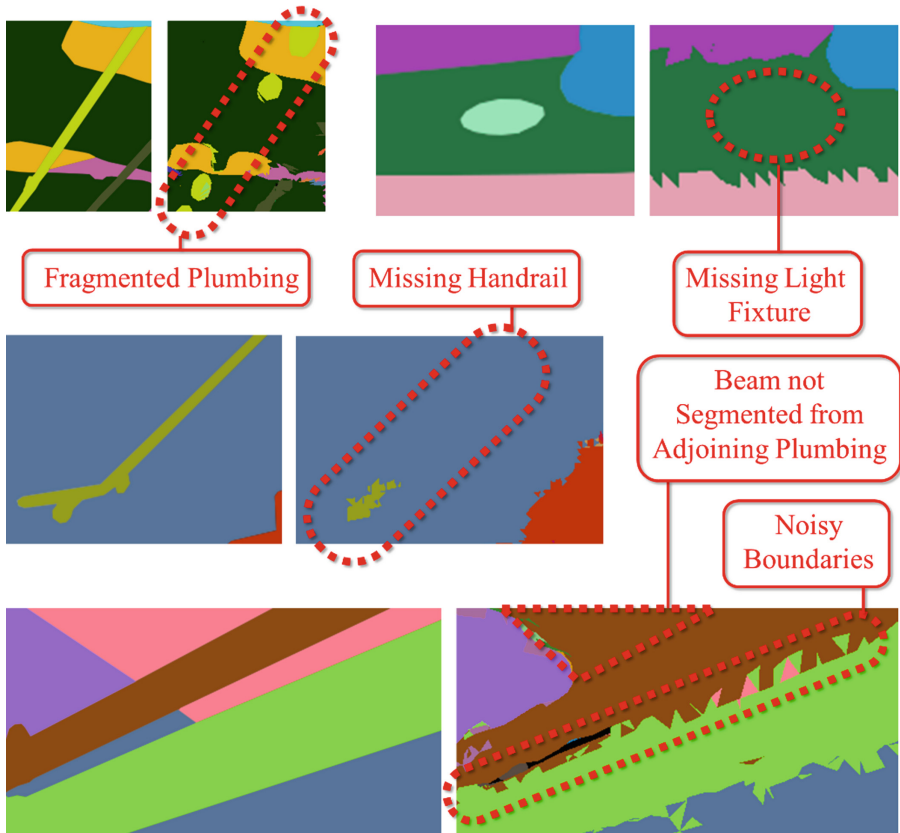 Fragmented Plumbing
Missing Handrail
Missing Light
Fixture
Beam not
Segmented from
Adjoining Plumbing
Noisy
Boundaries